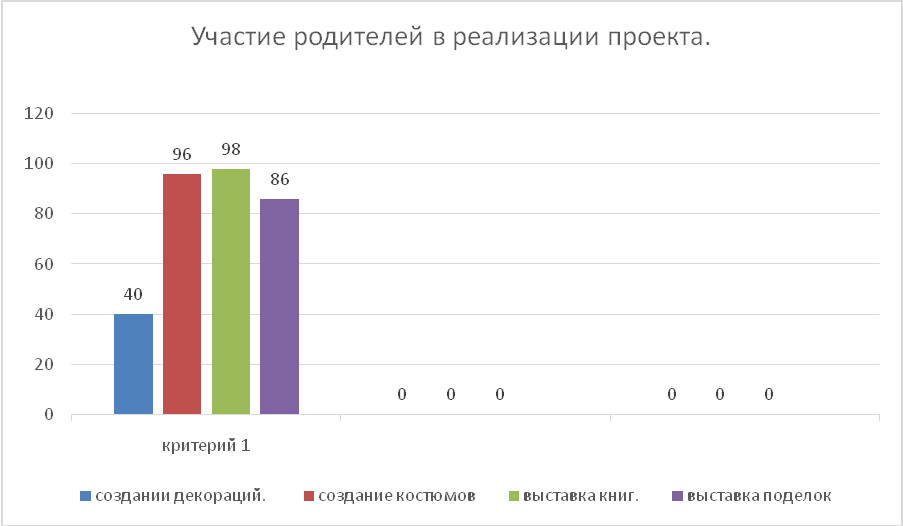 Участие родителей в реализации проекта.
120
100
80
60
40
20
0
40
96
98
86
0 0 0
0 0 0
критерий 1
создании декораций. создание костюмов выставка книг. выставка поделок